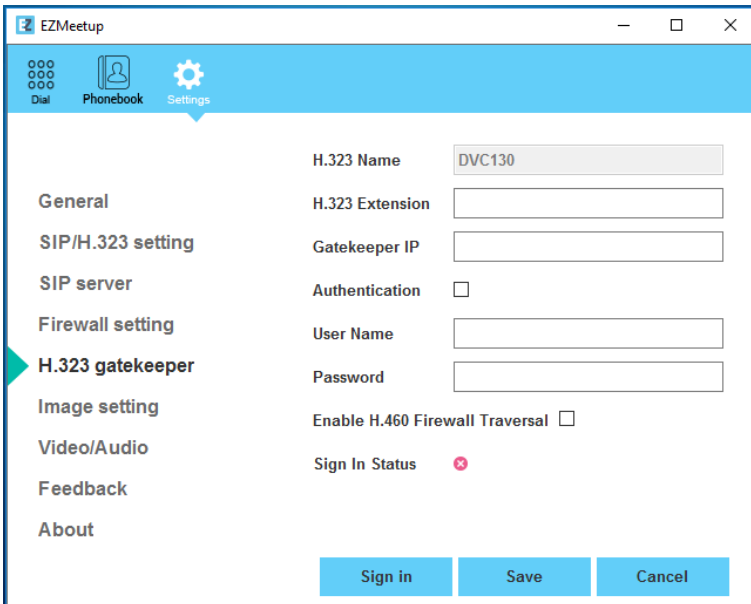 EZMeetup
Dial
Phonebook
Settings
General
SIP/H.323 setting
SIP server
Firewall setting
H.323 gatekeeper
Image setting
Video/Audio
Feedback
About
H.323 Name DVC130
H.323 Extension
Gatekeeper IP
Authentication
User Name
Password
Enable H.460 Firewall Traversal
Sign In Status
Sign in
Save
Cancel